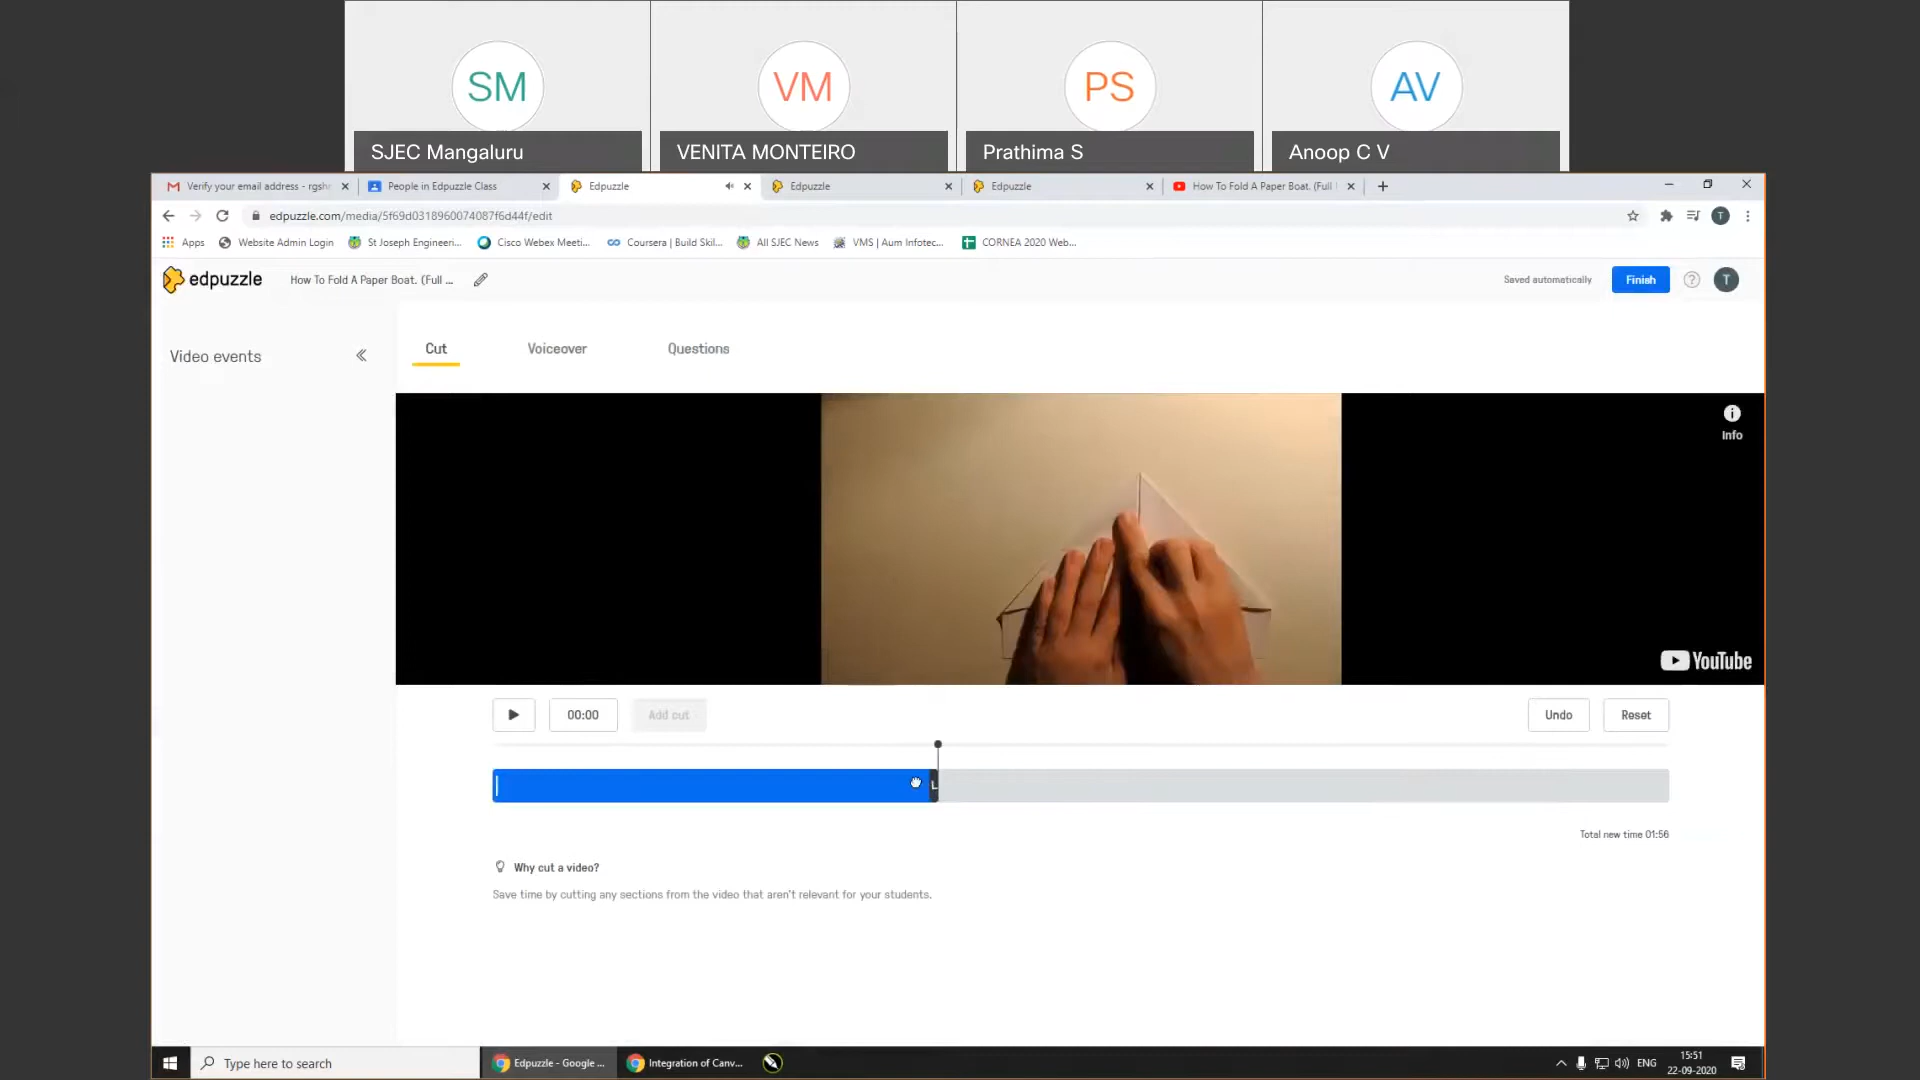 SM
VM
PS
AV
SJEC Mangaluru
VENITA MONTEIRO
Prathima S
Anoop C V
Verify your email address - rgshr
People in Edpuzzle Class
Edpuzzle
Edpuzzle
Edpuzzle
How To Fold A Paper Boat. (Full
edpuzzle.com/media/5f69d0318960074087f6d44f/edit
T
Apps
Website Admin Login
St Joseph Engineeri...
Cisco Webex Meeti...
Coursera | Build Skil...
All SJEC News
VMS | Aum Infotec...
CORNEA 2020 Web...
edpuzzle
How To Fold A Paper Boat. (Full ...
Saved automatically
Finish
?
T
Video events
Cut
Voiceover
Questions
Info
YouTube
00:00
Add cut
Undo
Reset
Total new time 01:56
Why cut a video?
Save time by cutting any sections from the video that aren't relevant for your students.
Type here to search
Edpuzzle - Google ...
Integration of Canv...
ENG
15:51
22-09-2020